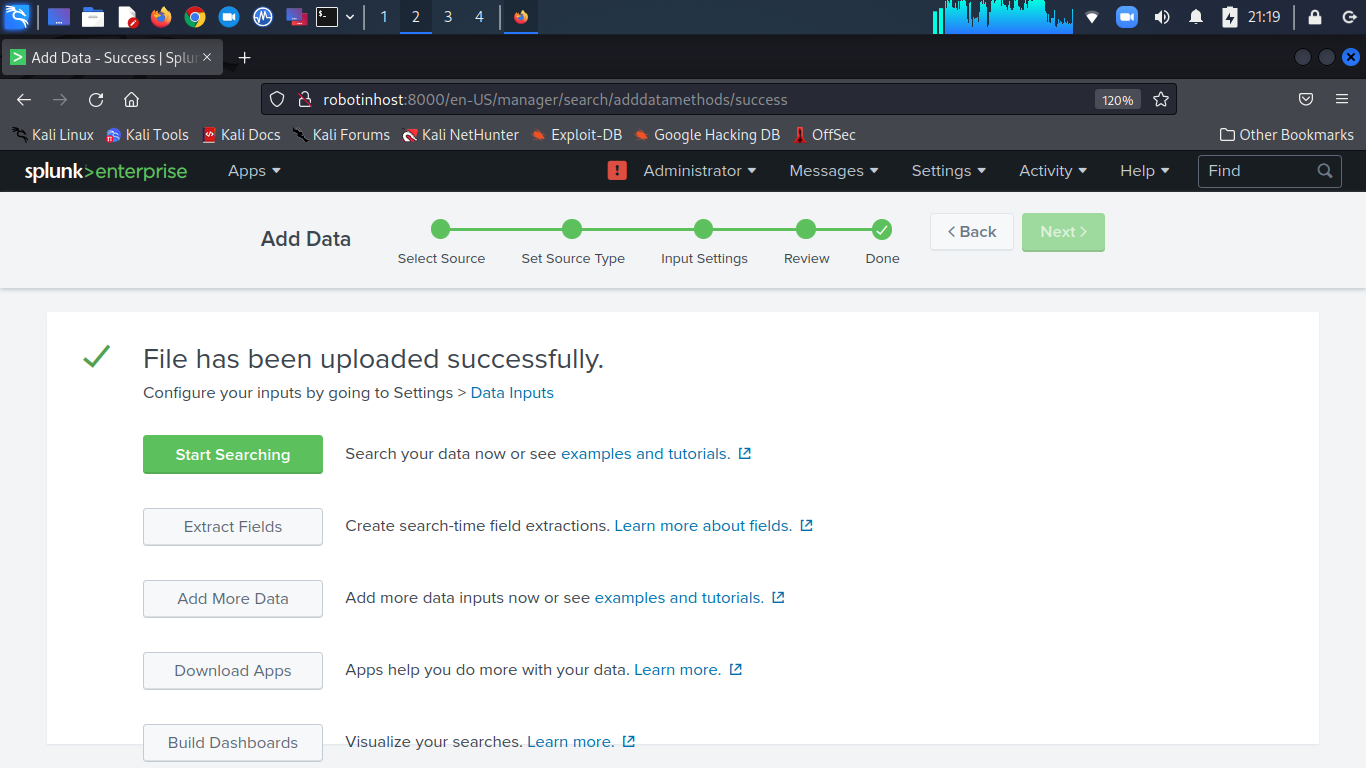 1 2 3 4 21:19
Add Data - Success | Splu
robotinhost:8000/en-US/manager/search/adddatamethods/success 120%
Kali Linux Kali Tools Kali Docs Kali Forums Kali NetHunter Exploit-DB Google Hacking DB OffSec Other Bookmarks
splunk>enterprise Apps ! Administrator Messages Settings Activity Help Find
Add Data
Select Source Set Source Type Input Settings Review Done
< Back Next >
File has been uploaded successfully.
Configure your inputs by going to Settings > Data Inputs
Start Searching Search your data now or see examples and tutorials.
Extract Fields Create search-time field extractions. Learn more about fields.
Add More Data Add more data inputs now or see examples and tutorials.
Download Apps Apps help you do more with your data. Learn more.
Build Dashboards Visualize your searches. Learn more.